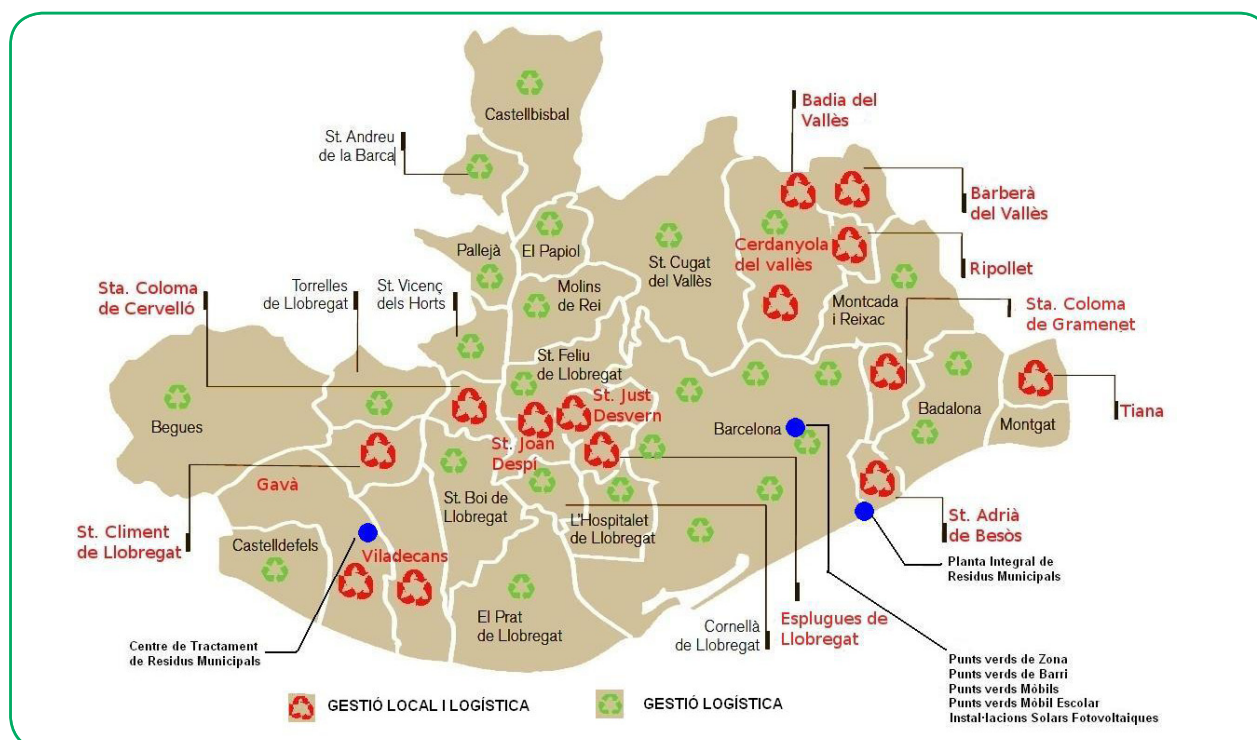 Castellbisbal
St. Andreu
de la Barca
Badia del
Vallès
Barberà
del Vallès
El Papiol
Pallejà
St. Cugat
del Vallès
Cerdanyola
del vallès
Ripollet
Sta. Coloma
de Cervelló
Torrelles
de Llobregat
St. Vicenç
dels Horts
Molins
de Rei
Montcada
i Reixac
Sta. Coloma
de Gramenet
St. Feliu
de Llobregat
St. Just
Desvern
Begues
Barcelona
Badalona
Montgat
Tiana
St. Joan
Despí
Gavà
St. Boi de
Llobregat
L'Hospitalet
de Llobregat
St. Climent
de Llobregat
Castelldefels
Viladecans
St. Adrià
de Besòs
Planta Integral de
Residus Municipals
El Prat
de Llobregat
Cornellà
de Llobregat
Esplugues de
Llobregat
Centre de Tractament
de Residus Municipals
Punts verds de Zona
Punts verds de Barri
Punts verds Mòbils
Punts verds Mòbil Escolar
Instal·lacions Solars Fotovoltaiques
GESTIÓ LOCAL I LOGÍSTICA
GESTIÓ LOGÍSTICA